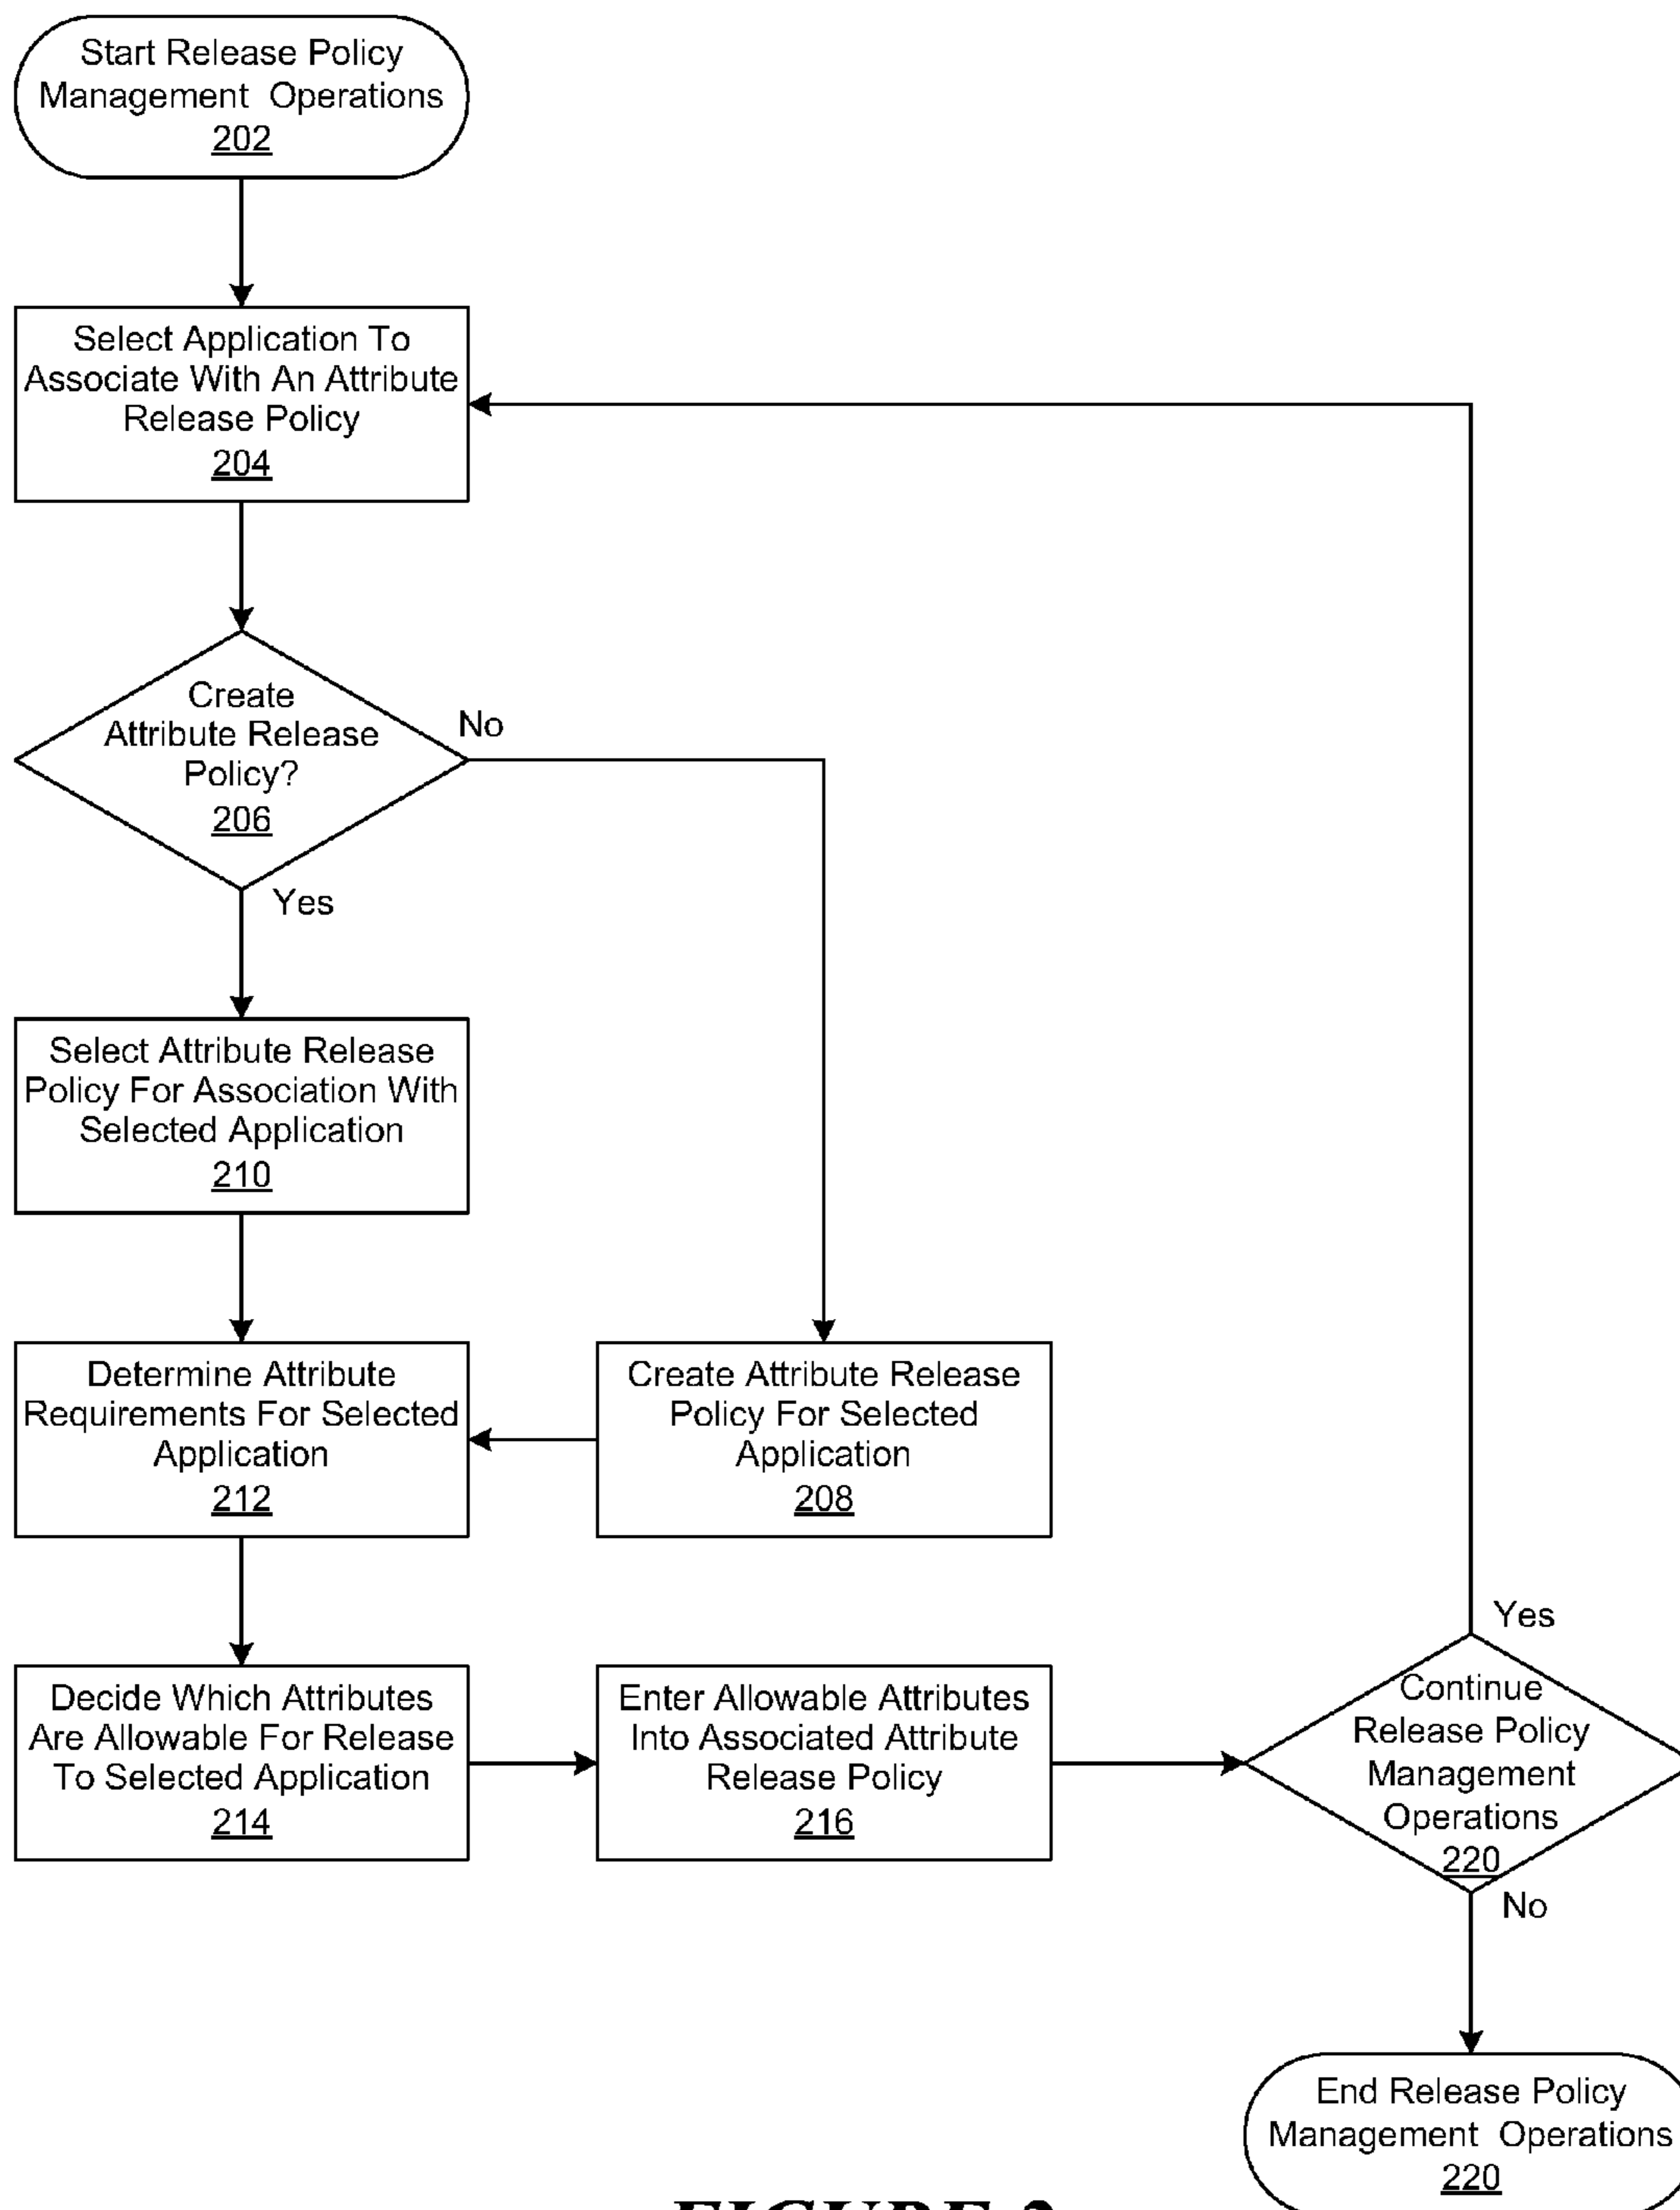 Start Release Policy
Management Operations
202
Select Application To
Associate With An Attribute
Release Policy
204
Create
Attribute Release
Policy?
206
No
Yes
Select Attribute Release
Policy For Association With
Selected Application
210
Determine Attribute
Requirements For Selected
Application
212
Create Attribute Release
Policy For Selected
Application
208
Decide Which Attributes
Are Allowable For Release
To Selected Application
214
Enter Allowable Attributes
Into Associated Attribute
Release Policy
216
Yes
Continue
Release Policy
Management
Operations
220
No
End Release Policy
Management Operations
220